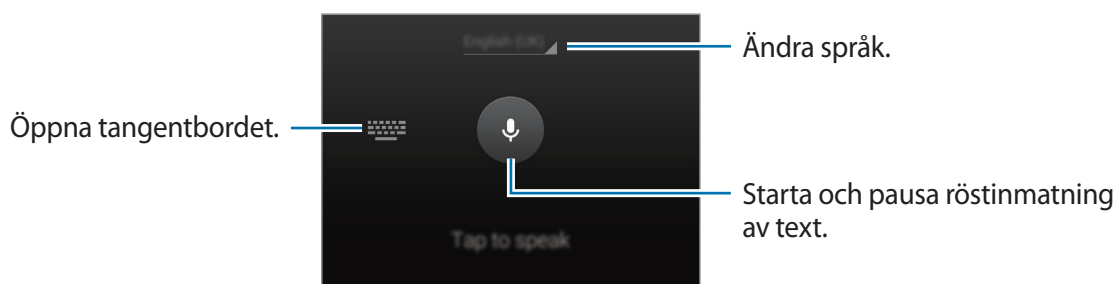 English (UK)
Ändra språk.
Öppna tangentbordet.
Starta och pausa röstinmatning
av text.
Tap to speak